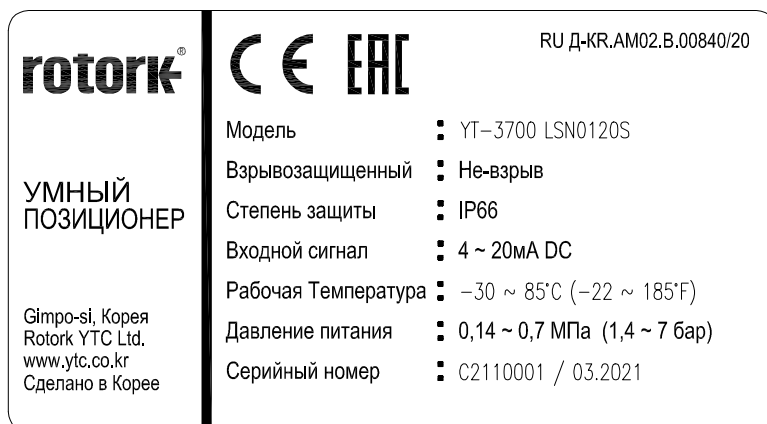 rotork®
УМНЫЙ
ПОЗИЦИОНЕР
Gimpo-si, Корея
Rotork YTC Ltd.
www.ytc.co.kr
Сделано в Корее
CE EAC RU Д-KR.АМ02.В.00840/20
Модель : YT-3700 LSN0120S
Взрывозащищенный : Не-взрыв
Степень защиты : IP66
Входной сигнал : 4 ~ 20мА DC
Рабочая Температура : -30 ~ 85°C (-22 ~ 185°F)
Давление питания : 0,14 ~ 0,7 МПа (1,4 ~ 7 бар)
Серийный номер : C2110001 / 03.2021